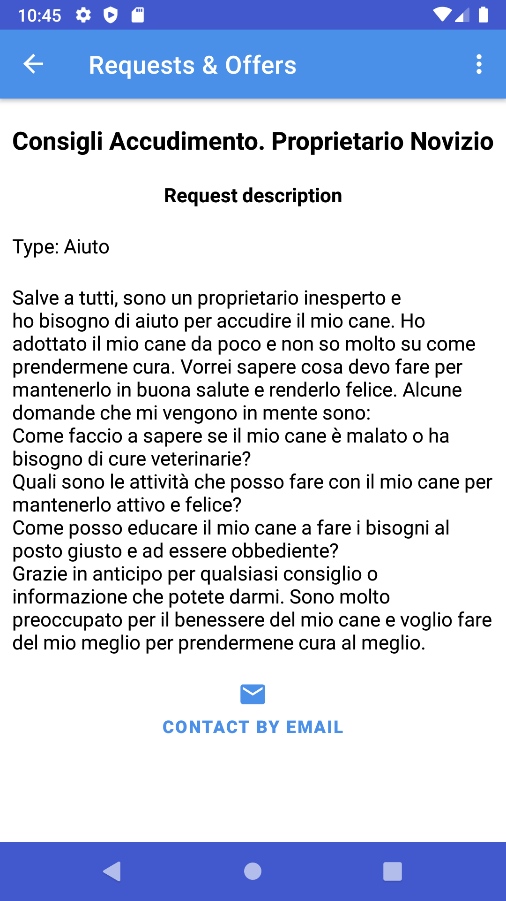 10:45
Requests & Offers
Consigli Accudimento. Proprietario Novizio
Request description
Type: Aiuto
Salve a tutti, sono un proprietario inesperto e
ho bisogno di aiuto per accudire il mio cane. Ho
adottato il mio cane da poco e non so molto su come
prendermene cura. Vorrei sapere cosa devo fare per
mantenerlo in buona salute e renderlo felice. Alcune
domande che mi vengono in mente sono:
Come faccio a sapere se il mio cane è malato o ha
bisogno di cure veterinarie?
Quali sono le attività che posso fare con il mio cane per
mantenerlo attivo e felice?
Come posso educare il mio cane a fare i bisogni al
posto giusto e ad essere obbediente?
Grazie in anticipo per qualsiasi consiglio o
informazione che potete darmi. Sono molto
preoccupato per il benessere del mio cane e voglio fare
del mio meglio per prendermene cura al meglio.
CONTACT BY EMAIL